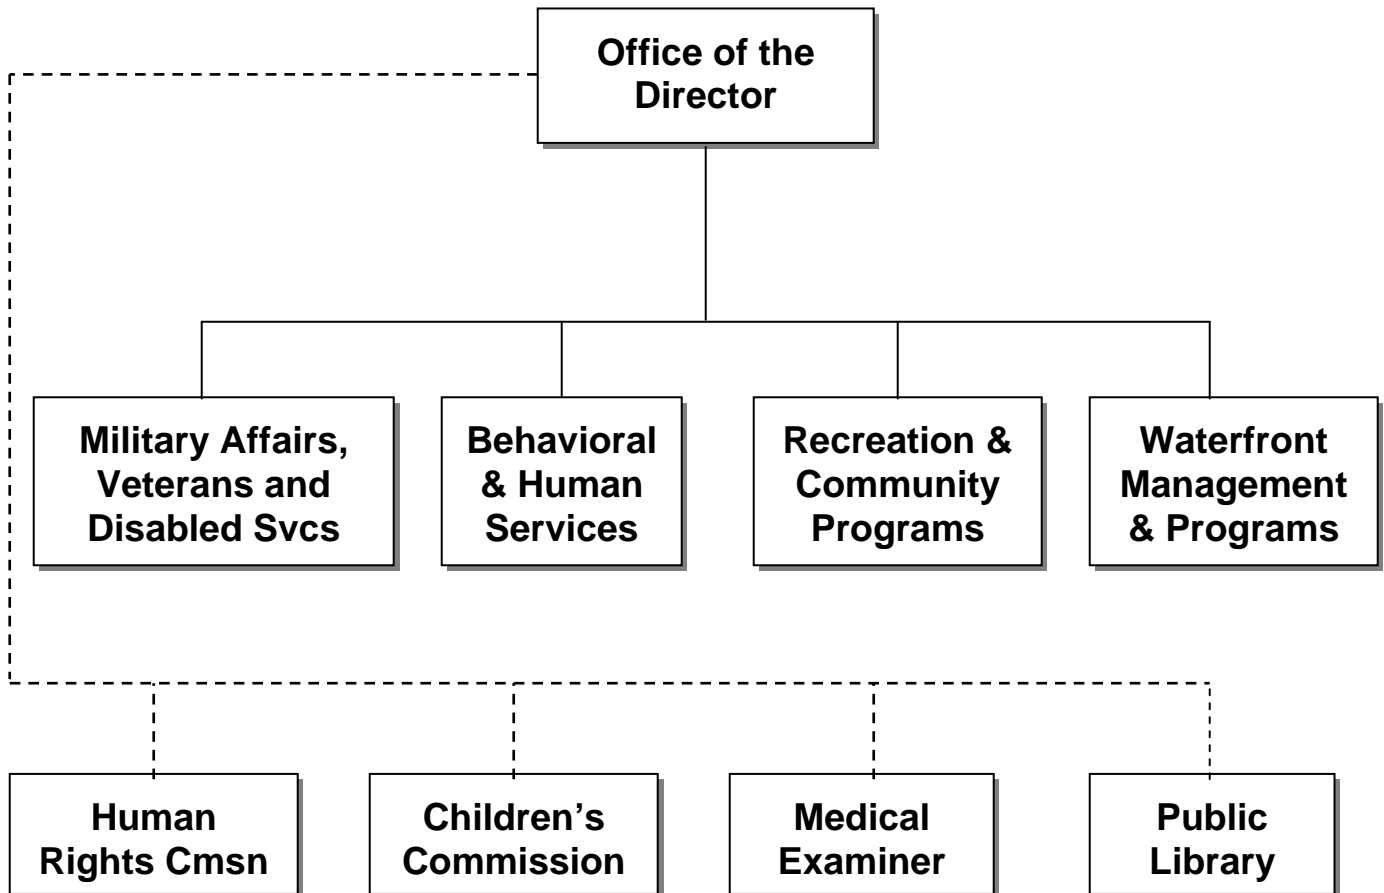 Office of the
Director
Military Affairs,
Veterans and
Disabled Svcs
Behavioral
& Human
Services
Recreation &
Community
Programs
Waterfront
Management
& Programs
Human
Rights Cmsn
Children’s
Commission
Medical
Examiner
Public
Library